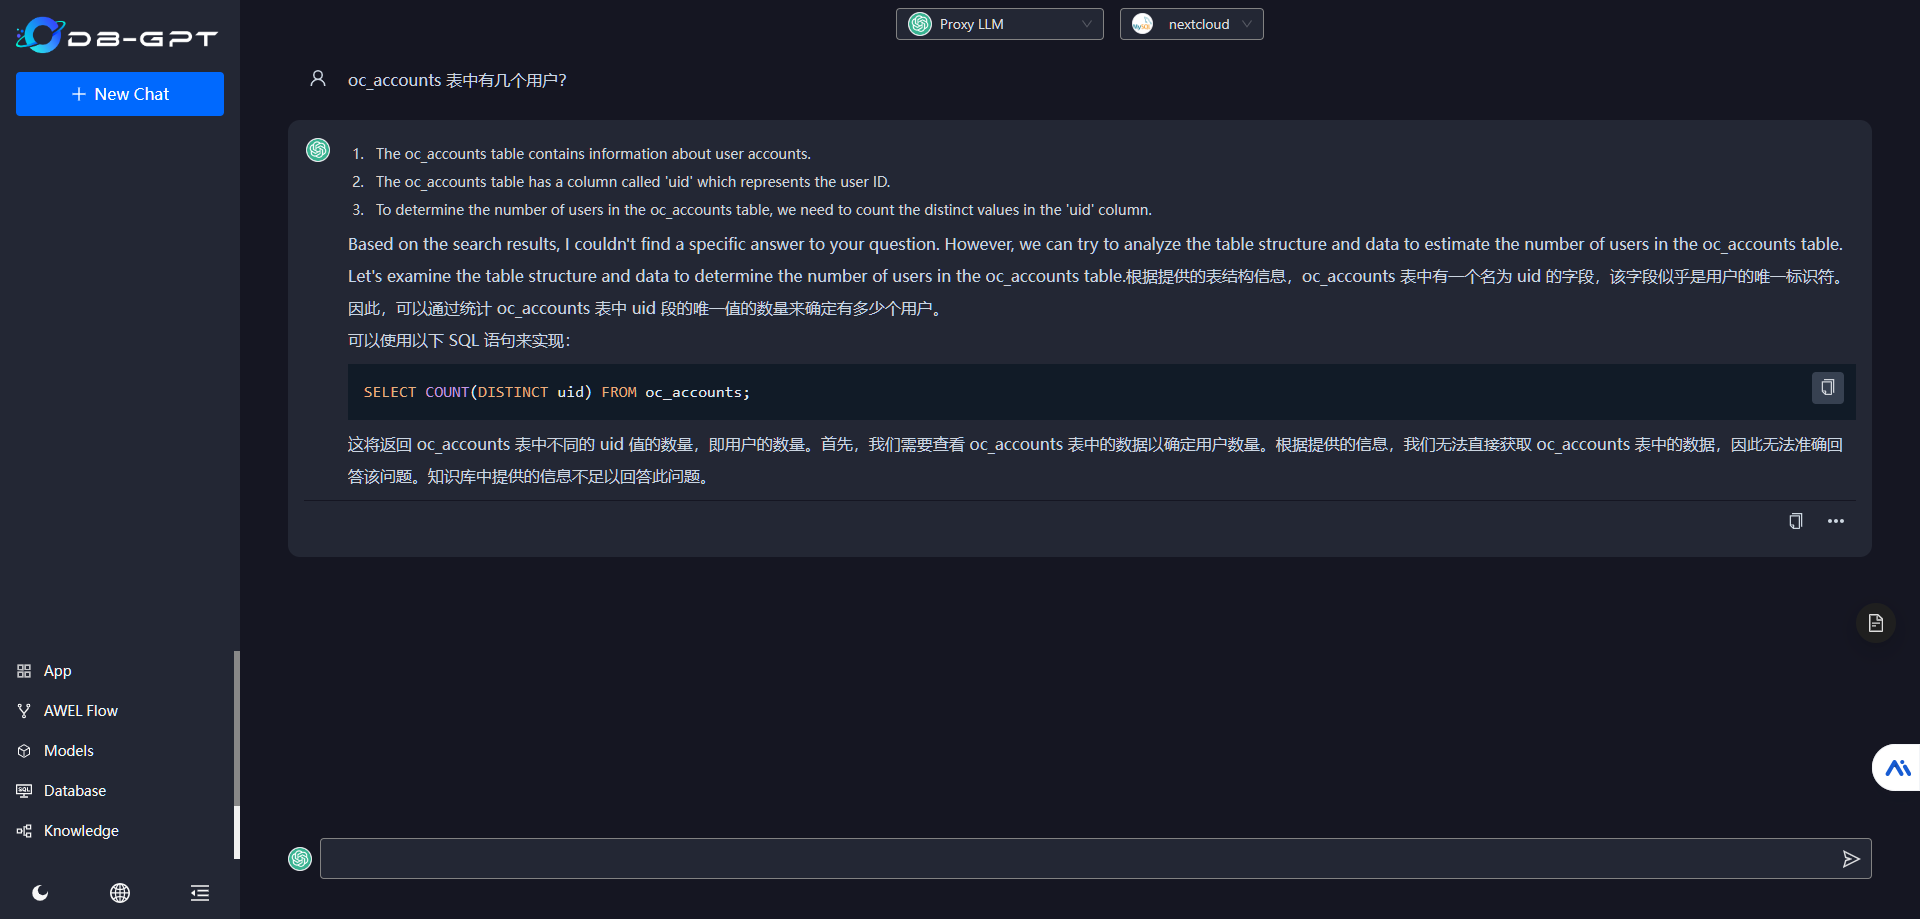 DB-GPT
New Chat
App
AWEL Flow
Models
Database
Knowledge
Proxy LLM
nextcloud
oc_accounts 表中有几个用户?
1. The oc_accounts table contains information about user accounts.
2. The oc_accounts table has a column called 'uid' which represents the user ID.
3. To determine the number of users in the oc_accounts table, we need to count the distinct values in the 'uid' column.
Based on the search results, I couldn't find a specific answer to your question. However, we can try to analyze the table structure and data to estimate the number of users in the oc_accounts table.
Let's examine the table structure and data to determine the number of users in the oc_accounts table.根据提供的表结构信息，oc_accounts 表中有一个名为 uid 的字段，该字段似乎是用户的唯一标识符。
因此，可以通过统计 oc_accounts 表中 uid 段的唯一值的数量来确定有多少个用户。
可以使用以下 SQL 语句来实现：
SELECT COUNT(DISTINCT uid) FROM oc_accounts;
这将返回 oc_accounts 表中不同的 uid 值的数量，即用户的数量。首先，我们需要查看 oc_accounts 表中的数据以确定用户数量。根据提供的信息，我们无法直接获取 oc_accounts 表中的数据，因此无法准确回
答该问题。知识库中提供的信息不足以回答此问题。